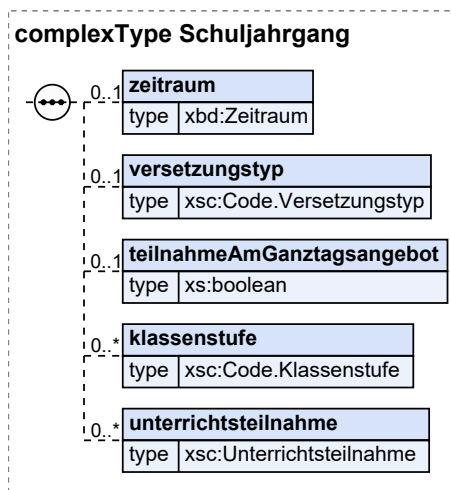 complexType Schuljahrgang
0..1 zeitraum
type xbd:Zeitraum
0..1 versetzungstyp
type xsc:Code.Versetzungstyp
0..1 teilnahmeAmGanztagsangebot
type xs:boolean
0..* klassenstufe
type xsc:Code.Klassenstufe
0..* unterrichtsteilnahme
type xsc:Unterrichtsteilnahme